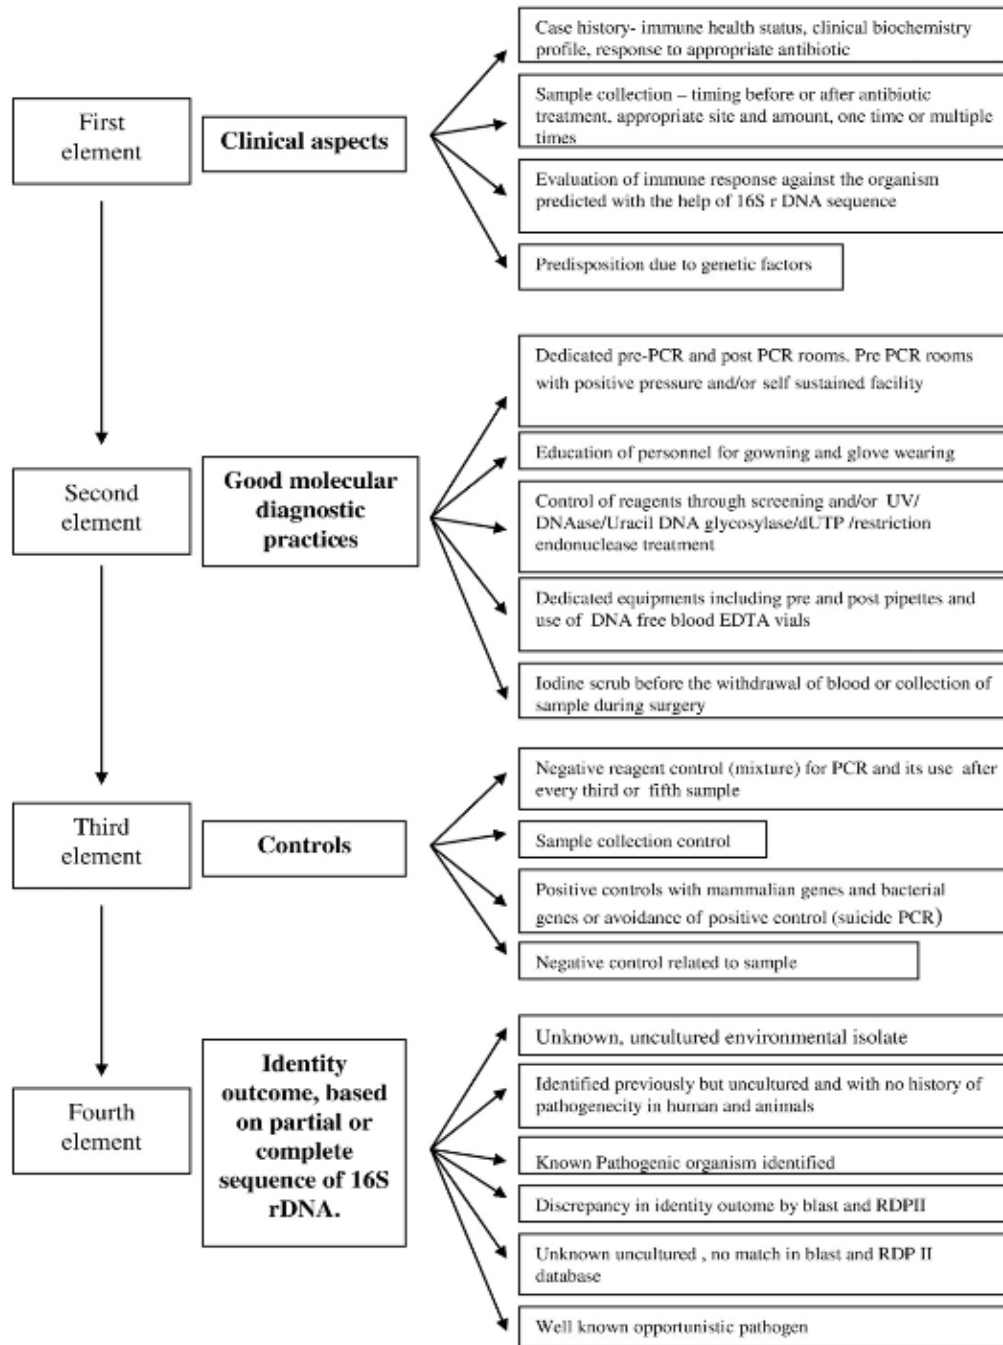 Case history- immune health status, clinical biochemistry
profile, response to appropriate antibiotic
First
element
Clinical aspects
Sample collection – timing before or after antibiotic
treatment, appropriate site and amount, one time or multiple
times
Evaluation of immune response against the organism
predicted with the help of 16S r DNA sequence
Predisposition due to genetic factors
Dedicated pre-PCR and post PCR rooms. Pre PCR rooms
with positive pressure and/or self sustained facility
Second
element
Good molecular
diagnostic
practices
Education of personnel for gowning and glove wearing
Control of reagents through screening and/or UV/
DNAase/Uracil DNA glycosylase/dUTP /restriction
endonuclease treatment
Dedicated equipments including pre and post pipettes and
use of DNA free blood EDTA vials
Iodine scrub before the withdrawal of blood or collection of
sample during surgery
Third
element
Controls
Negative reagent control (mixture) for PCR and its use after
every third or fifth sample
Sample collection control
Positive controls with mammalian genes and bacterial
genes or avoidance of positive control (suicide PCR)
Negative control related to sample
Fourth
element
Identity
outcome, based
on partial or
complete
sequence of 16S
rDNA.
Unknown, uncultured environmental isolate
Identified previously but uncultured and with no history of
pathogenecity in human and animals
Known Pathogenic organism identified
Discrepancy in identity outome by blast and RDPII
Unknown uncultured , no match in blast and RDP II
database
Well known opportunistic pathogen